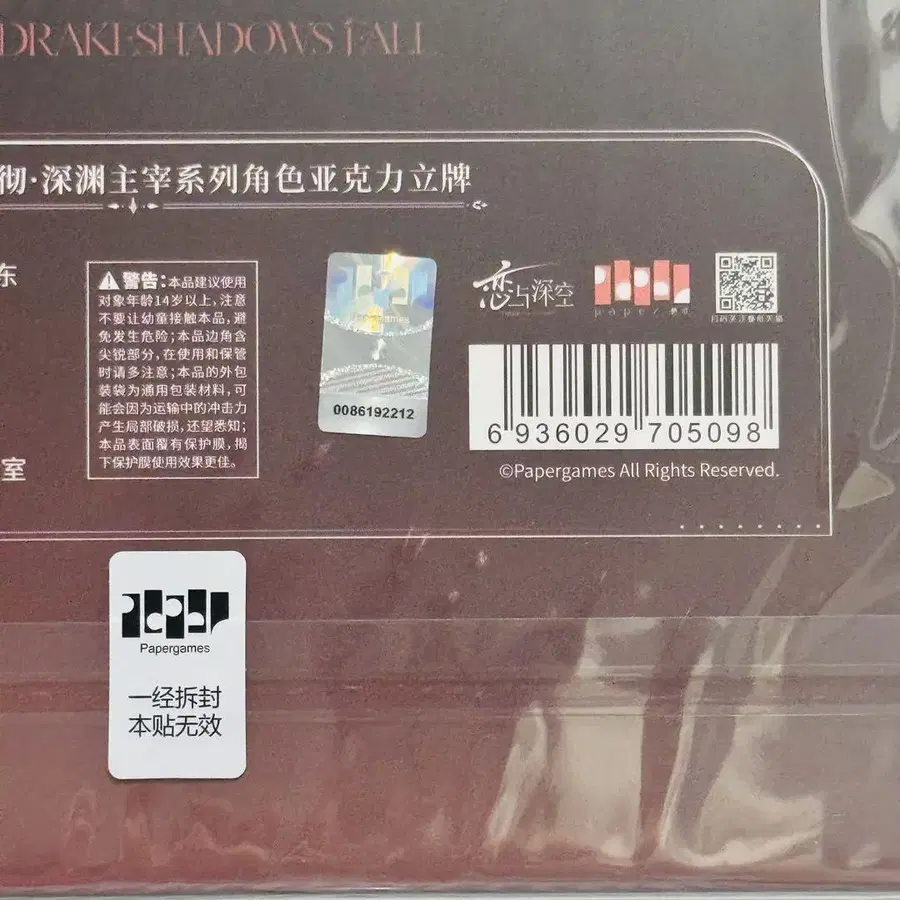 DRAKESHADOWS FALL
彻·深渊主宰系列角色亚克力立牌
东
警告:本品建议使用
对象年龄14岁以上,注意
不要让幼童接触本品,避
免发生危险;本品边角含
尖锐部分,在使用和保管
时请多注意;本品的外包
装袋为通用包装材料,可
能会因为运输中的冲击力
产生局部破损,还望悉知;
本品表面覆有保护膜,揭
下保护膜使用效果更佳。
室
Papergames
0086192212
恋与深空
paper
6 936029 705098
©Papergames All Rights Reserved.
Papergames
一经拆封
本贴无效